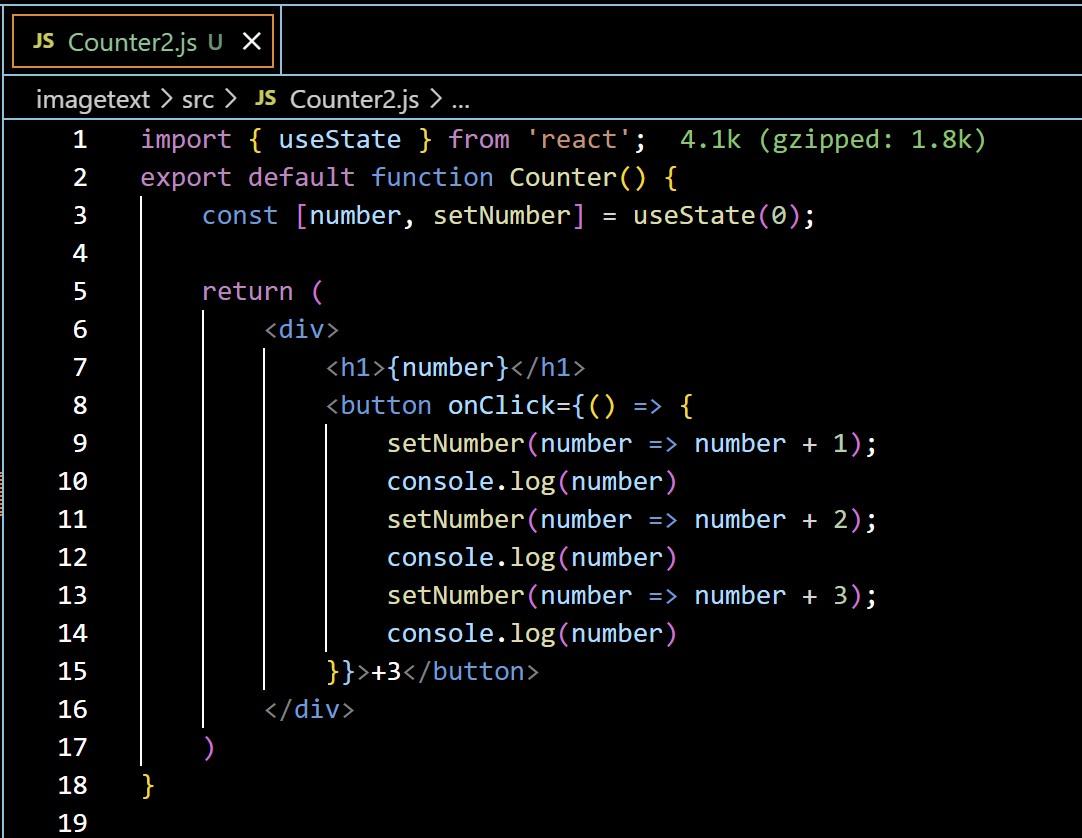 JS Counter2.js U ×
imagetext > src > JS Counter2.js > ...
1 import { useState } from 'react'; 4.1k (gzipped: 1.8k)
2 export default function Counter() {
3     const [number, setNumber] = useState(0);
4
5     return (
6         <div>
7             <h1>{number}</h1>
8             <button onClick={() => {
9                 setNumber(number => number + 1);
10                 console.log(number)
11                 setNumber(number => number + 2);
12                 console.log(number)
13                 setNumber(number => number + 3);
14                 console.log(number)
15             }}>+3</button>
16         </div>
17     )
18 }
19